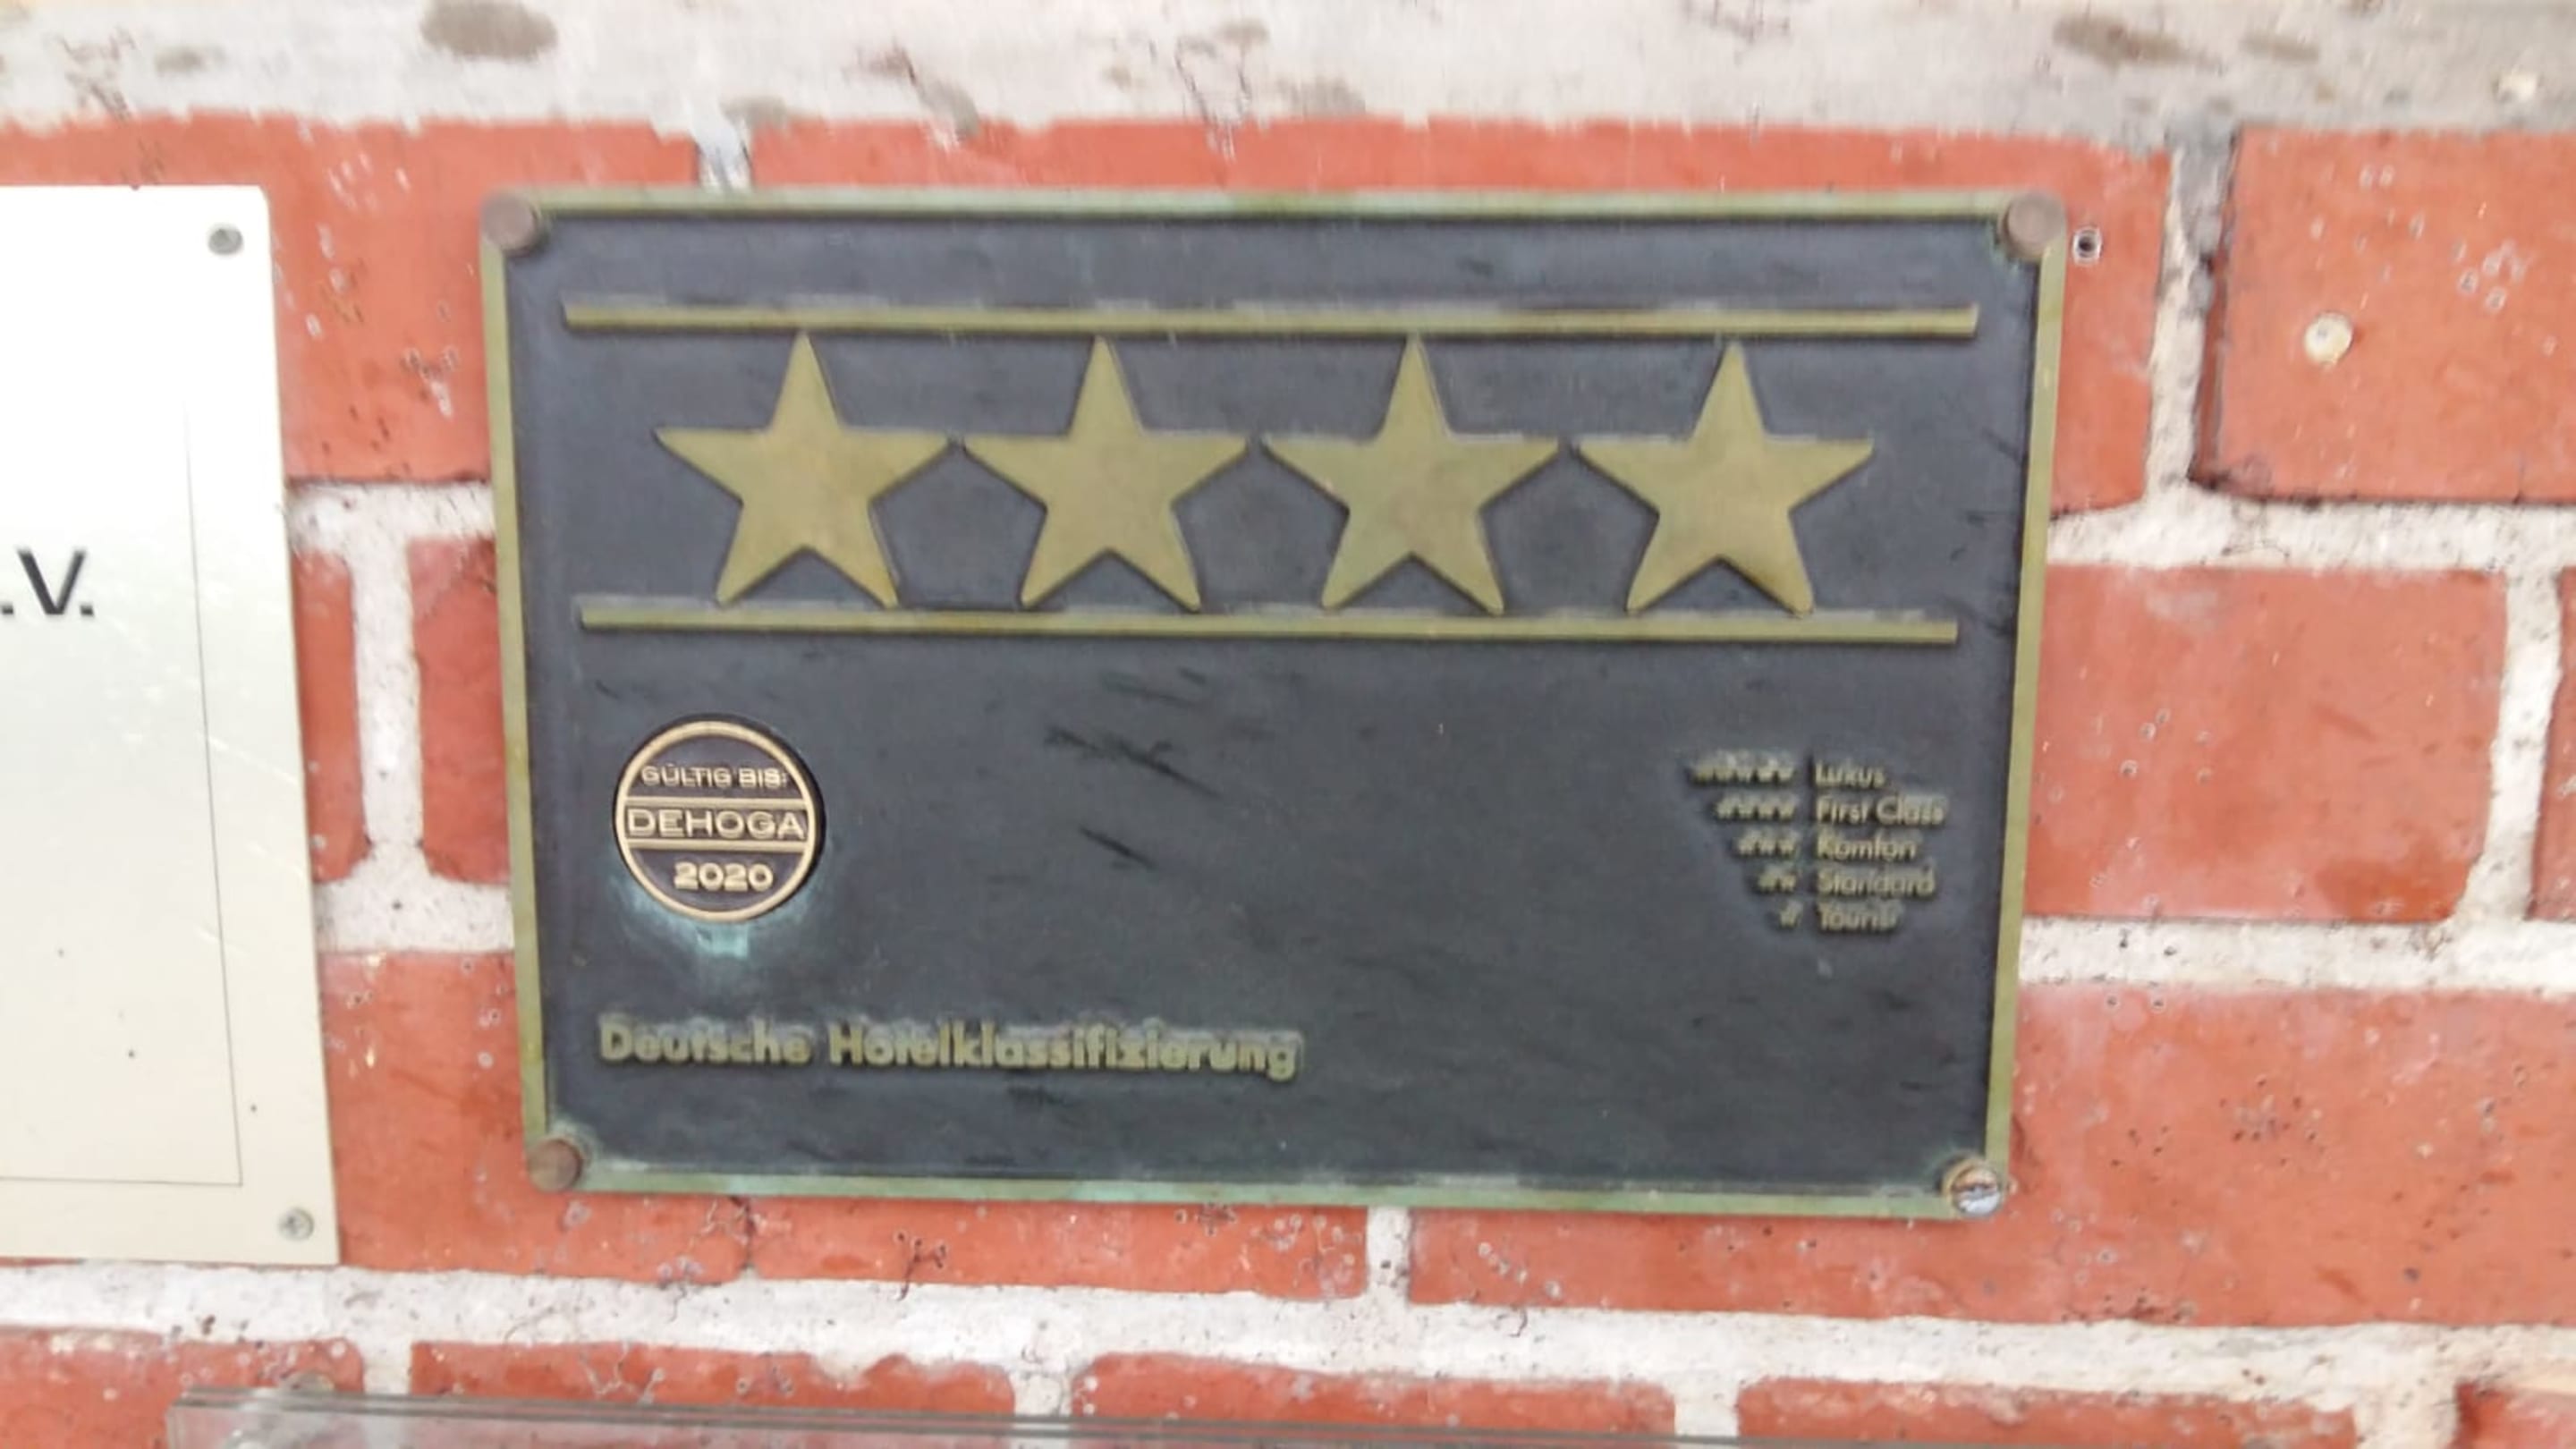 .V.
GÜLTIG BIS:
DEHOGA
2020
Luxus
First Class
Komfort
Standard
Tourist
Deutsche Hotelklassifizierung